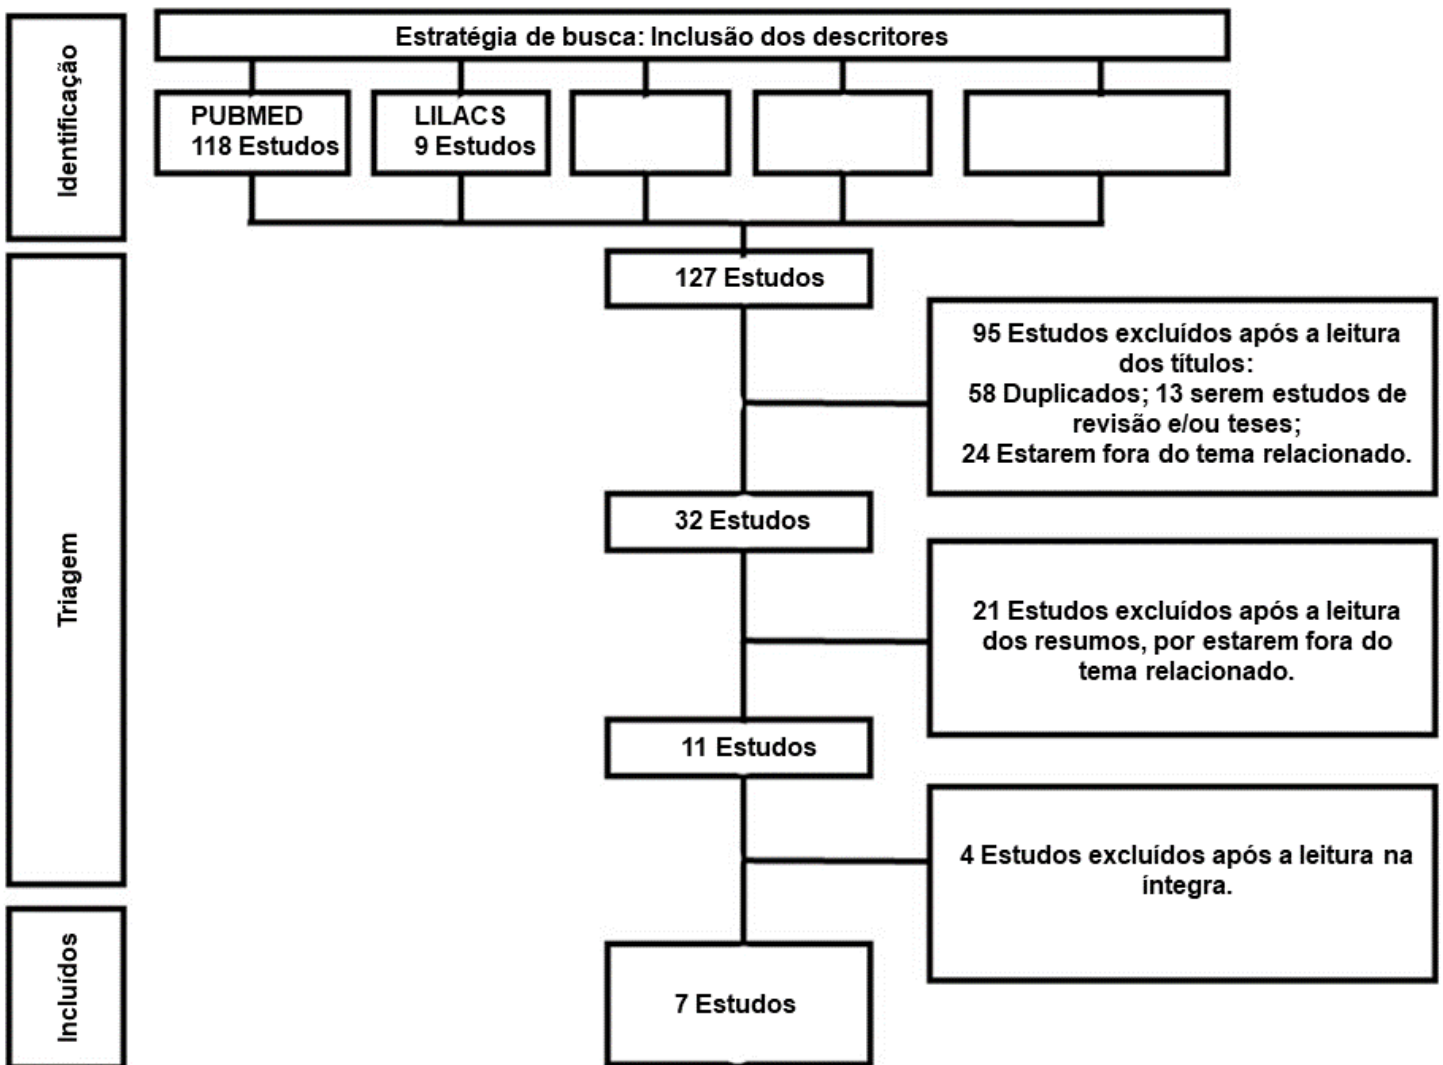 Identificação
Estratégia de busca: Inclusão dos descritores
PUBMED
118 Estudos
LILACS
9 Estudos
Triagem
127 Estudos
95 Estudos excluídos após a leitura
dos títulos:
58 Duplicados; 13 serem estudos de
revisão e/ou teses;
24 Estarem fora do tema relacionado.
32 Estudos
21 Estudos excluídos após a leitura
dos resumos, por estarem fora do
tema relacionado.
11 Estudos
4 Estudos excluídos após a leitura na
íntegra.
Incluídos
7 Estudos